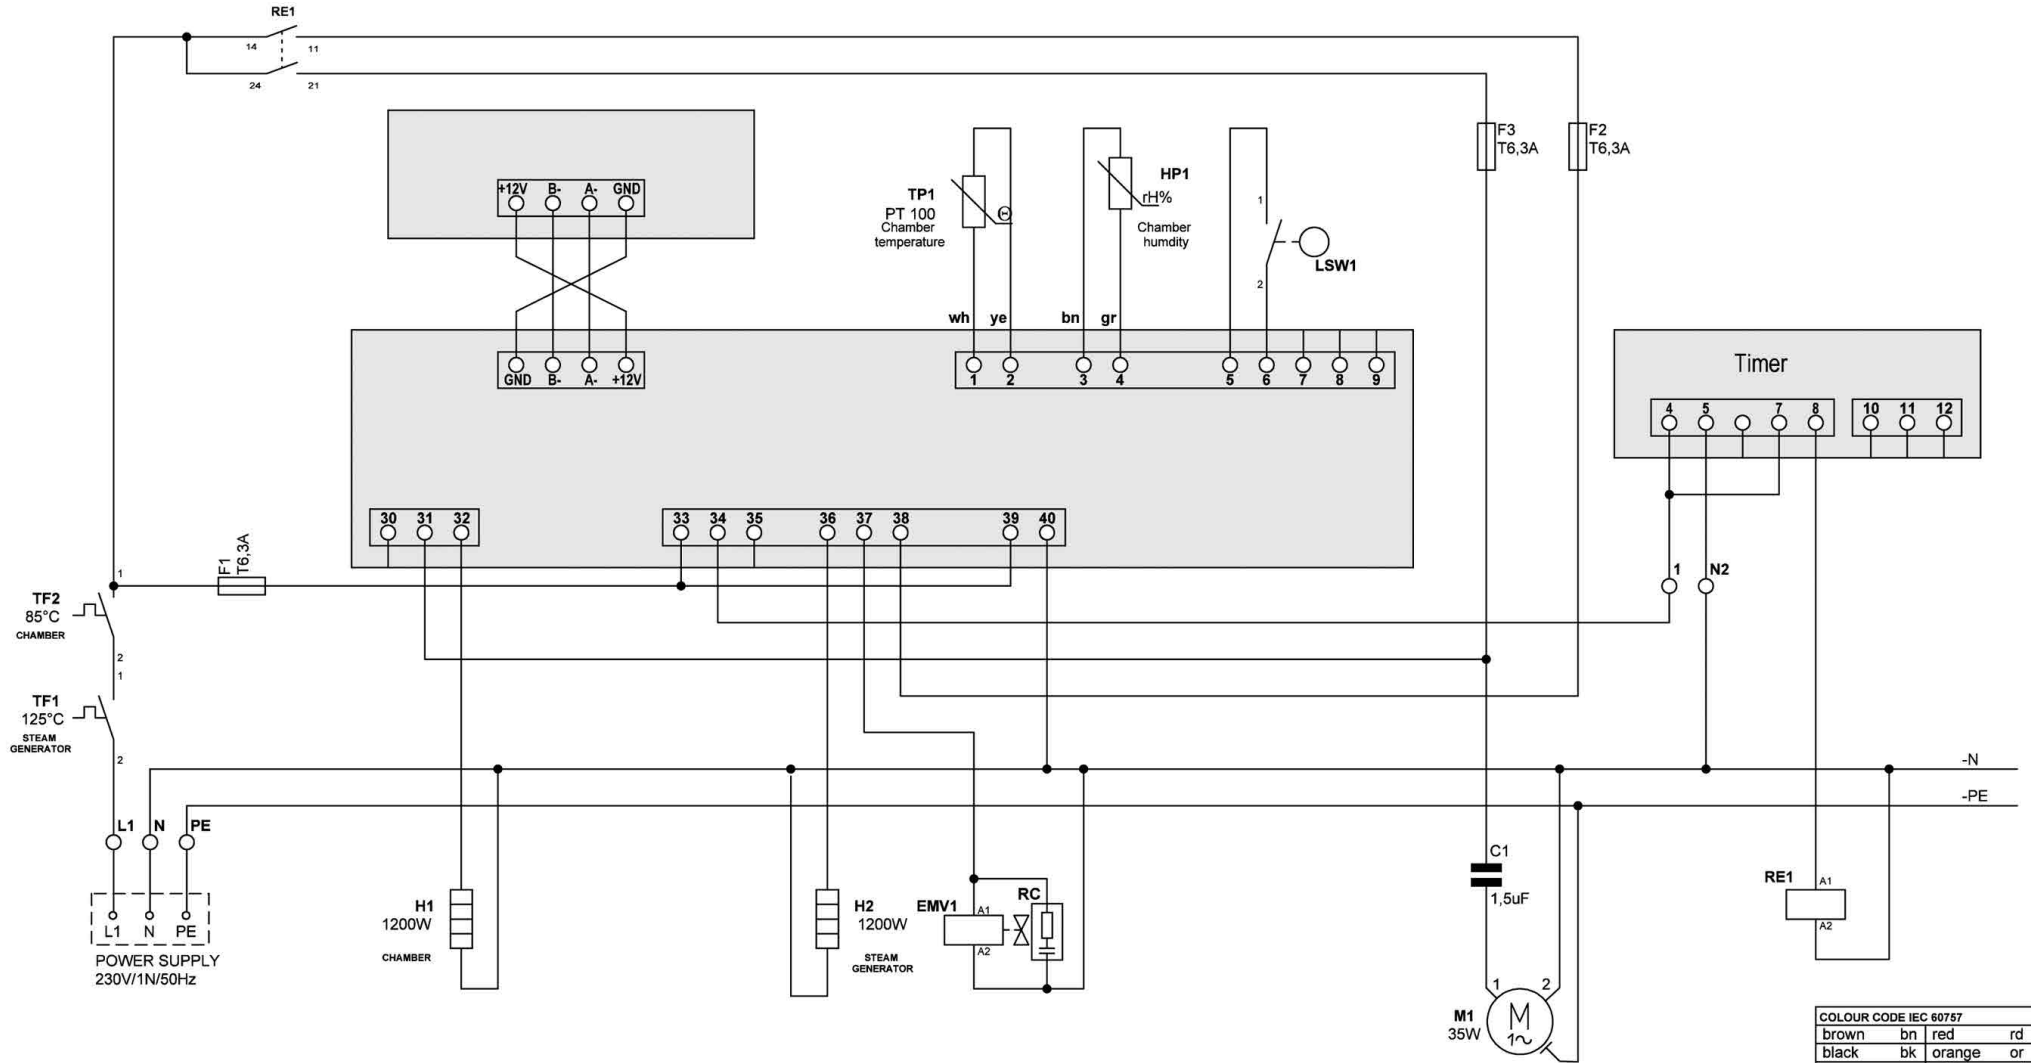 RE1
14
11
24
21
F3
T6,3A
F2
T6,3A
+12V B- A- GND
TP1
PT 100
Chamber
temperature
Θ
HP1
rH%
Chamber
humdity
1
2
LSW1
wh ye bn gr
GND B- A- +12V
1 2 3 4 5 6 7 8 9
Timer
4 5 7 8 10 11 12
30 31 32 33 34 35 36 37 38 39 40
F1
T6,3A
1
TF2
85°C
CHAMBER
2
1
TF1
125°C
STEAM
GENERATOR
2
1 N2
-N
-PE
L1 N PE
L1 N PE
POWER SUPPLY
230V/1N/50Hz
H1
1200W
CHAMBER
H2
1200W
STEAM
GENERATOR
EMV1
A1
A2
RC
C1
1,5uF
1 2
M1
35W
M
1~
RE1
A1
A2
COLOUR CODE IEC 60757
brown bn red rd
black bk orange or